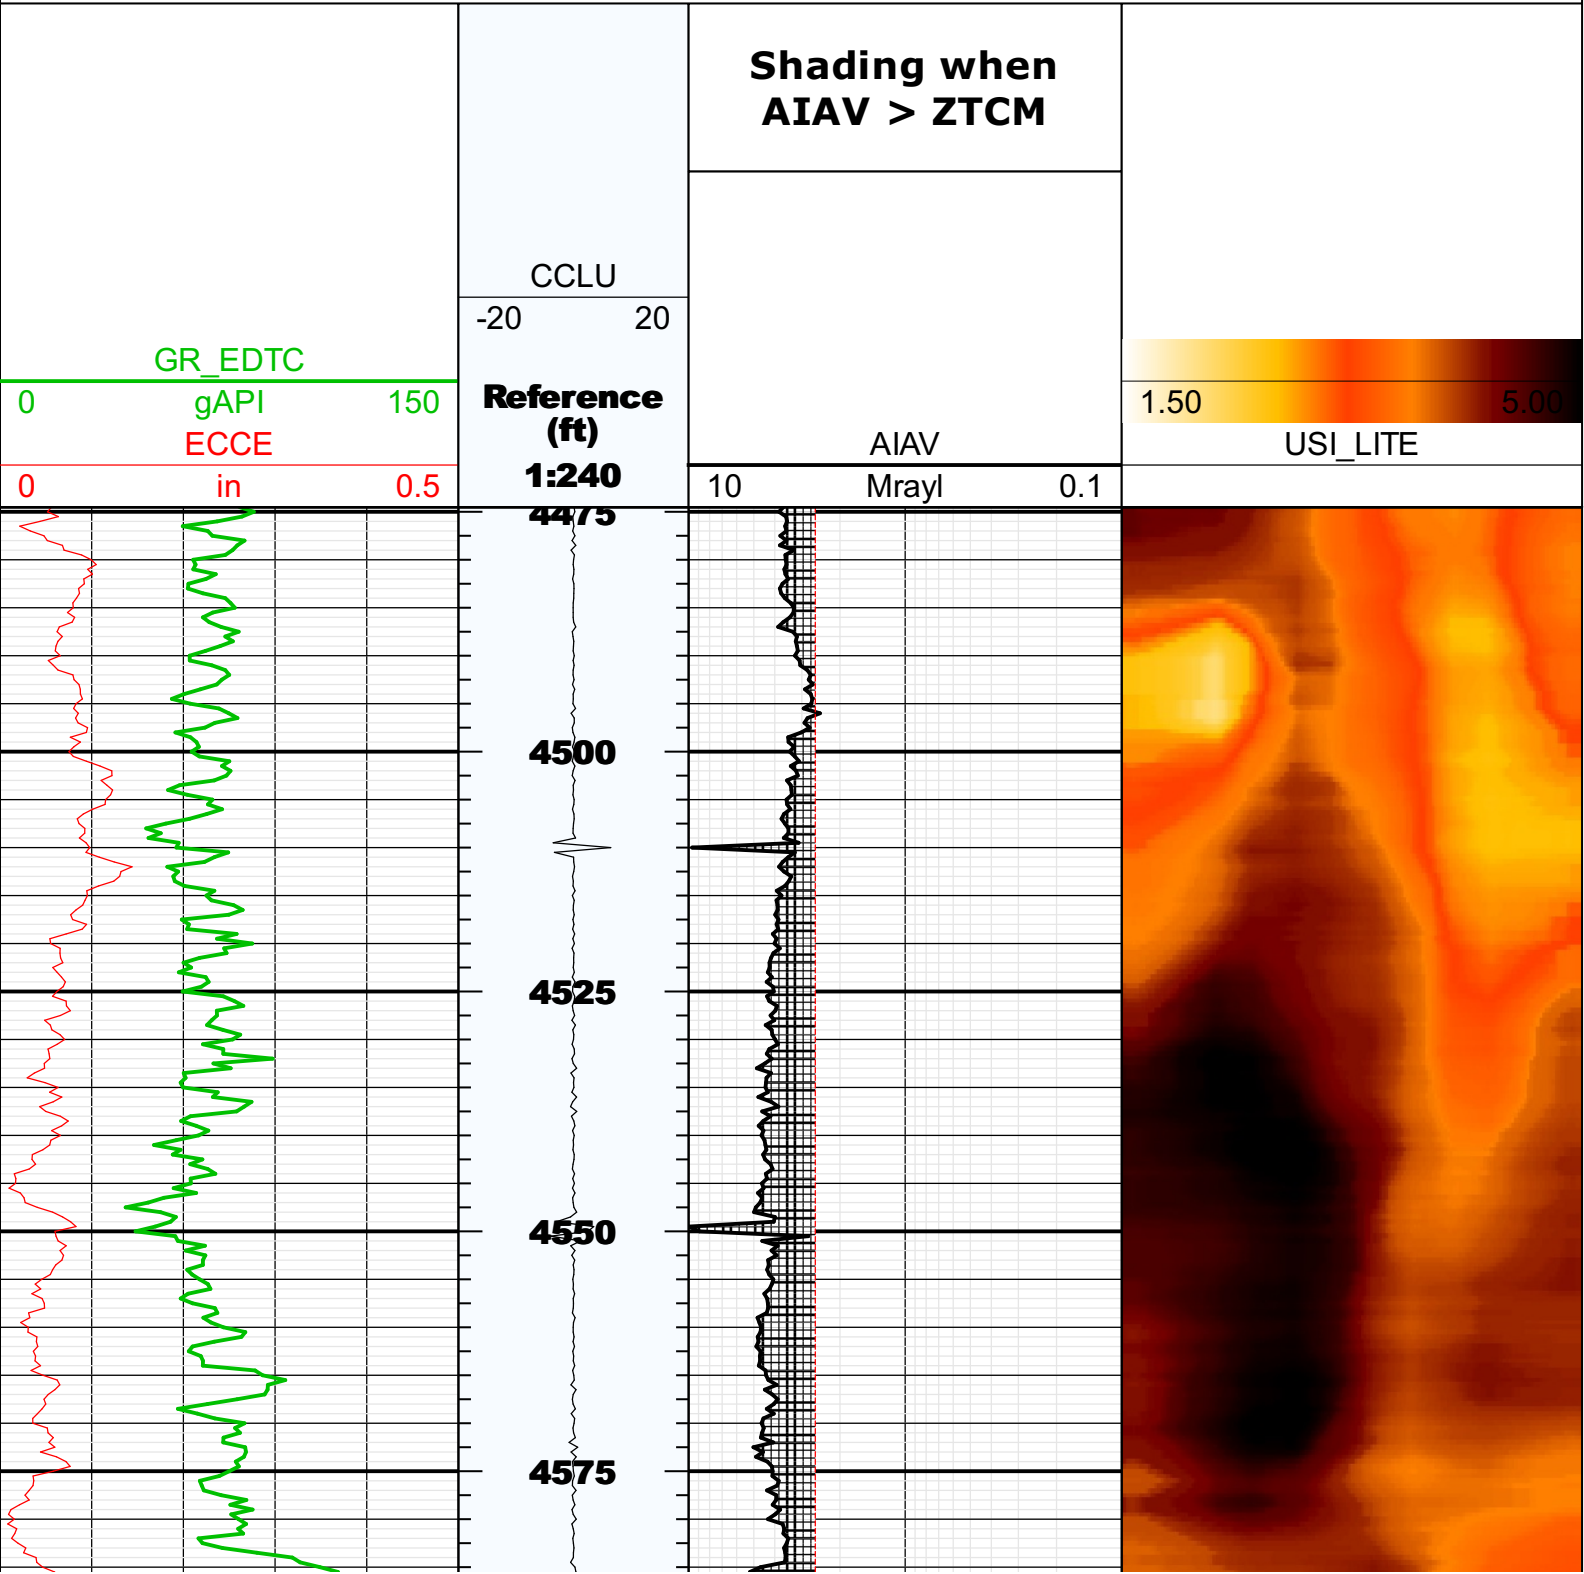 Shading when
AIAV > ZTCM
CCLU
-20 20
GR_EDTC
0 gAPI 150
ECCE
0 in 0.5
Reference
(ft)
1:240
AIAV
10 Mrayl 0.1
1.50 5.00
USI_LITE
4475
4500
4525
4550
4575